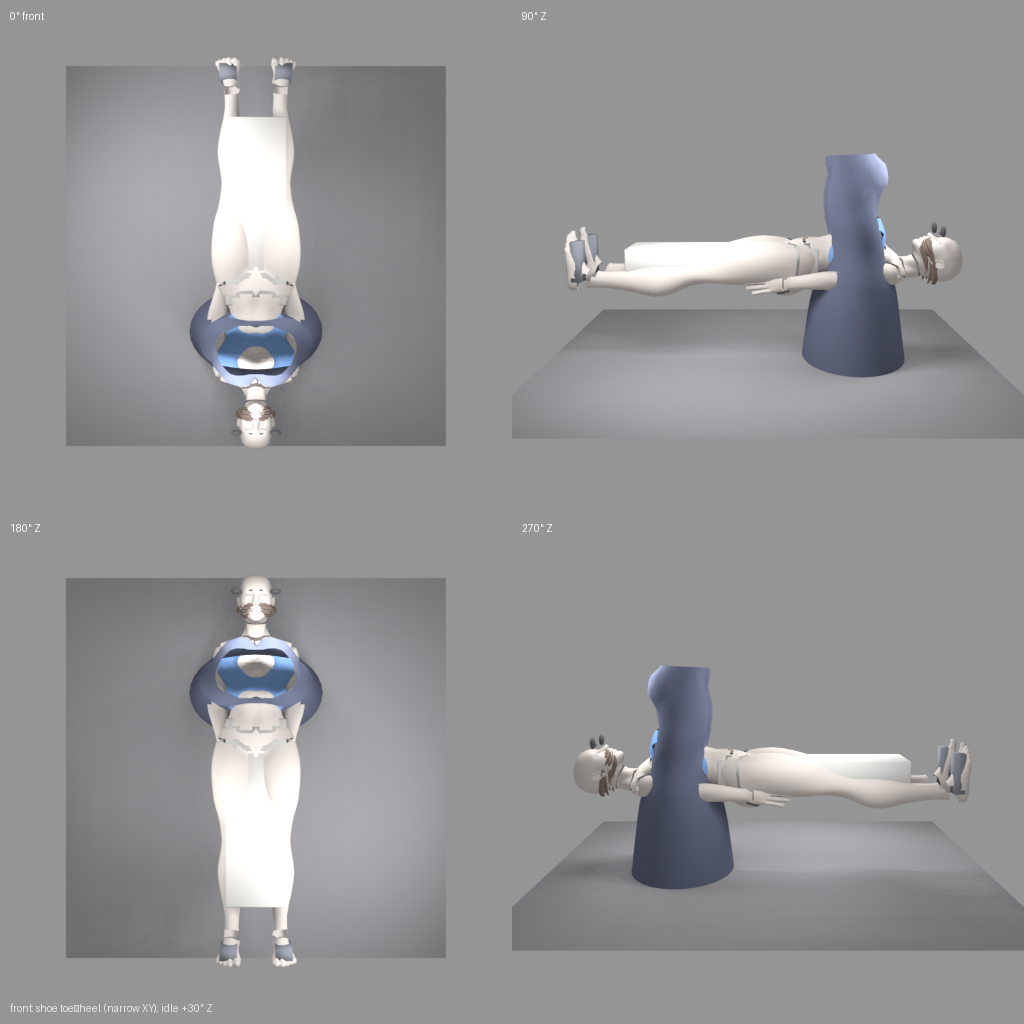 0° front
90° Z
180° Z
270° Z
front: shoe toe▯heel (narrow XY); idle +30° Z